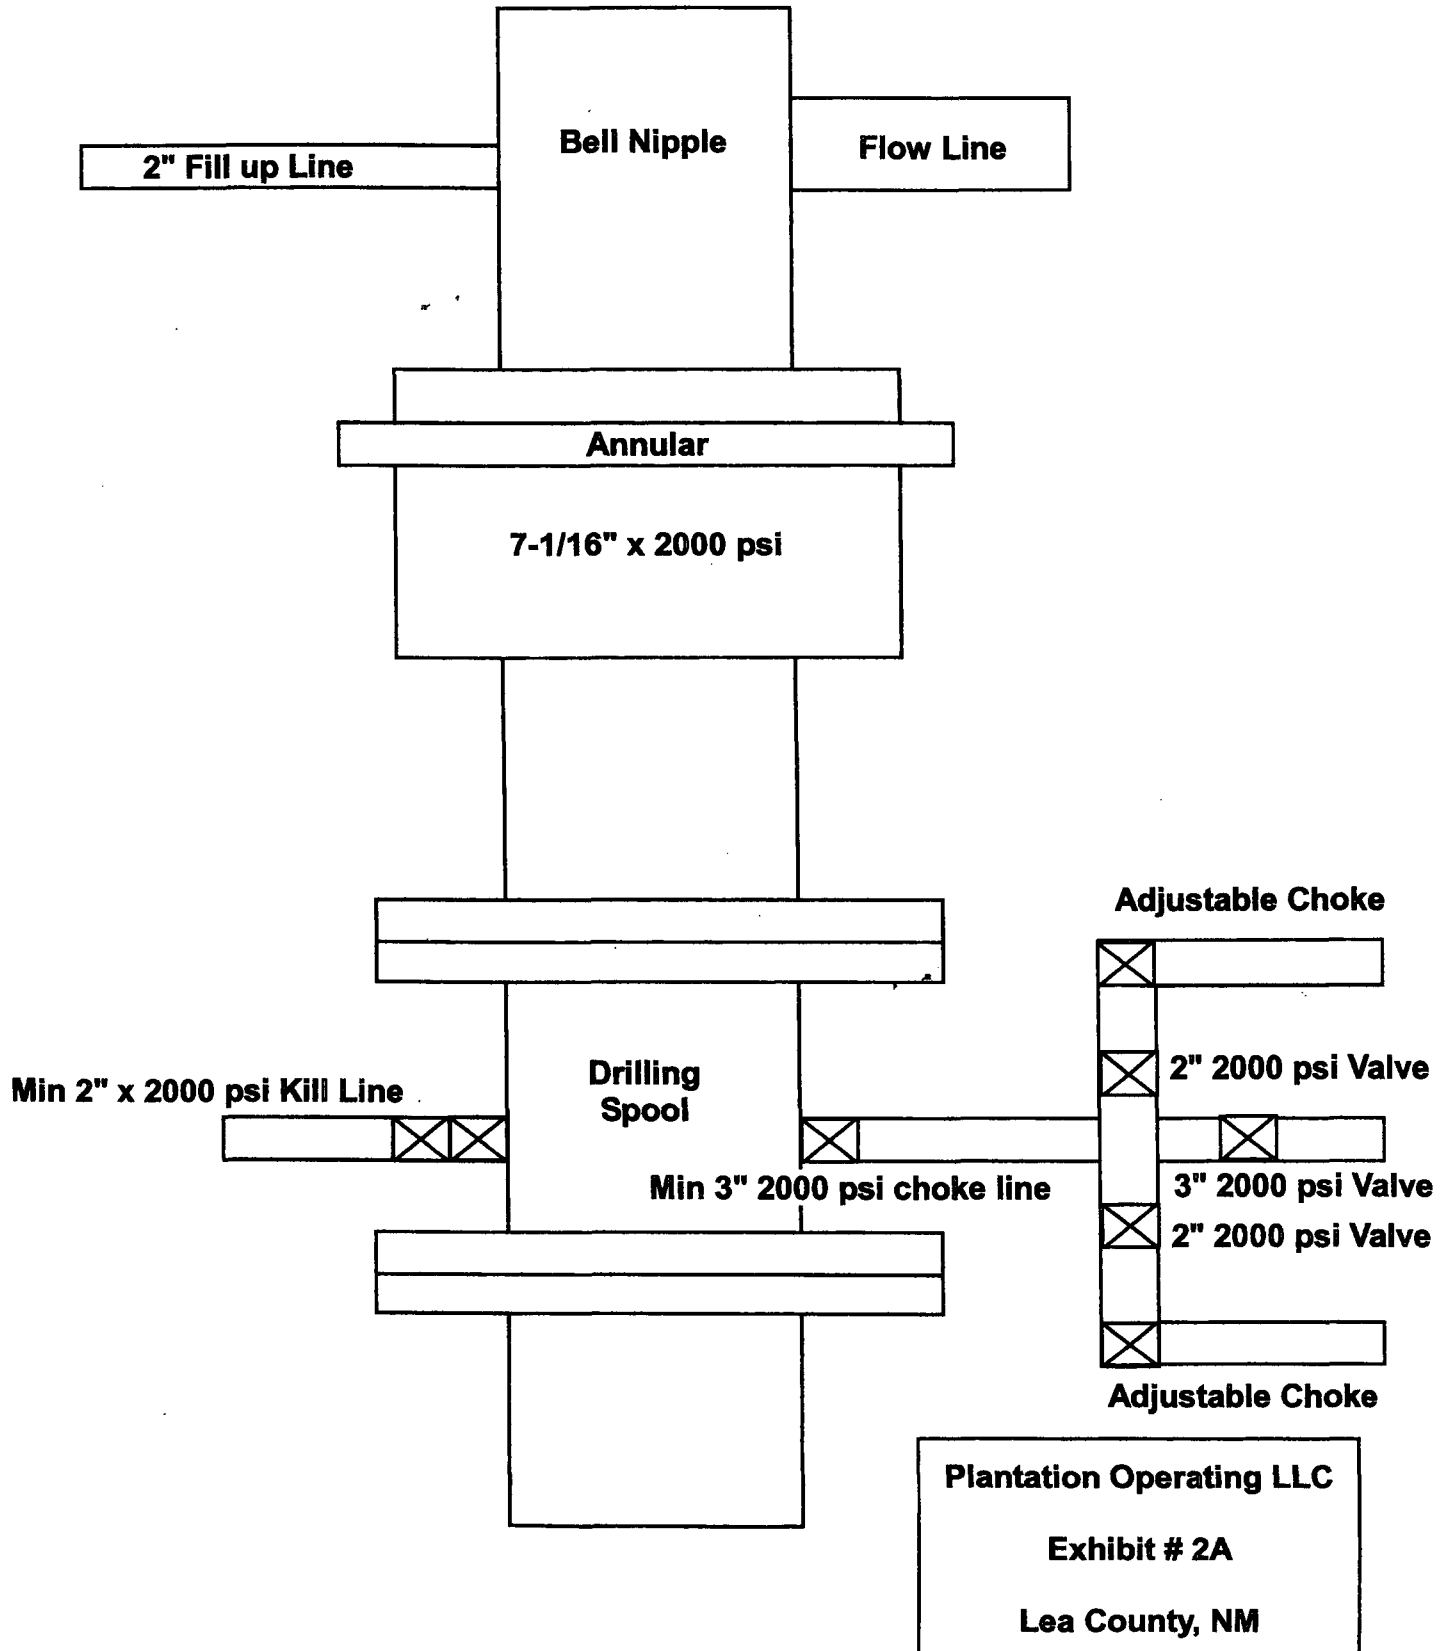 Bell Nipple
Flow Line
2" Fill up Line
Annular
7-1/16" x 2000 psi
Adjustable Choke
2" 2000 psi Valve
Drilling
Spool
Min 2" x 2000 psi Kill Line
Min 3" 2000 psi choke line
3" 2000 psi Valve
2" 2000 psi Valve
Adjustable Choke
Plantation Operating LLC
Exhibit # 2A
Lea County, NM